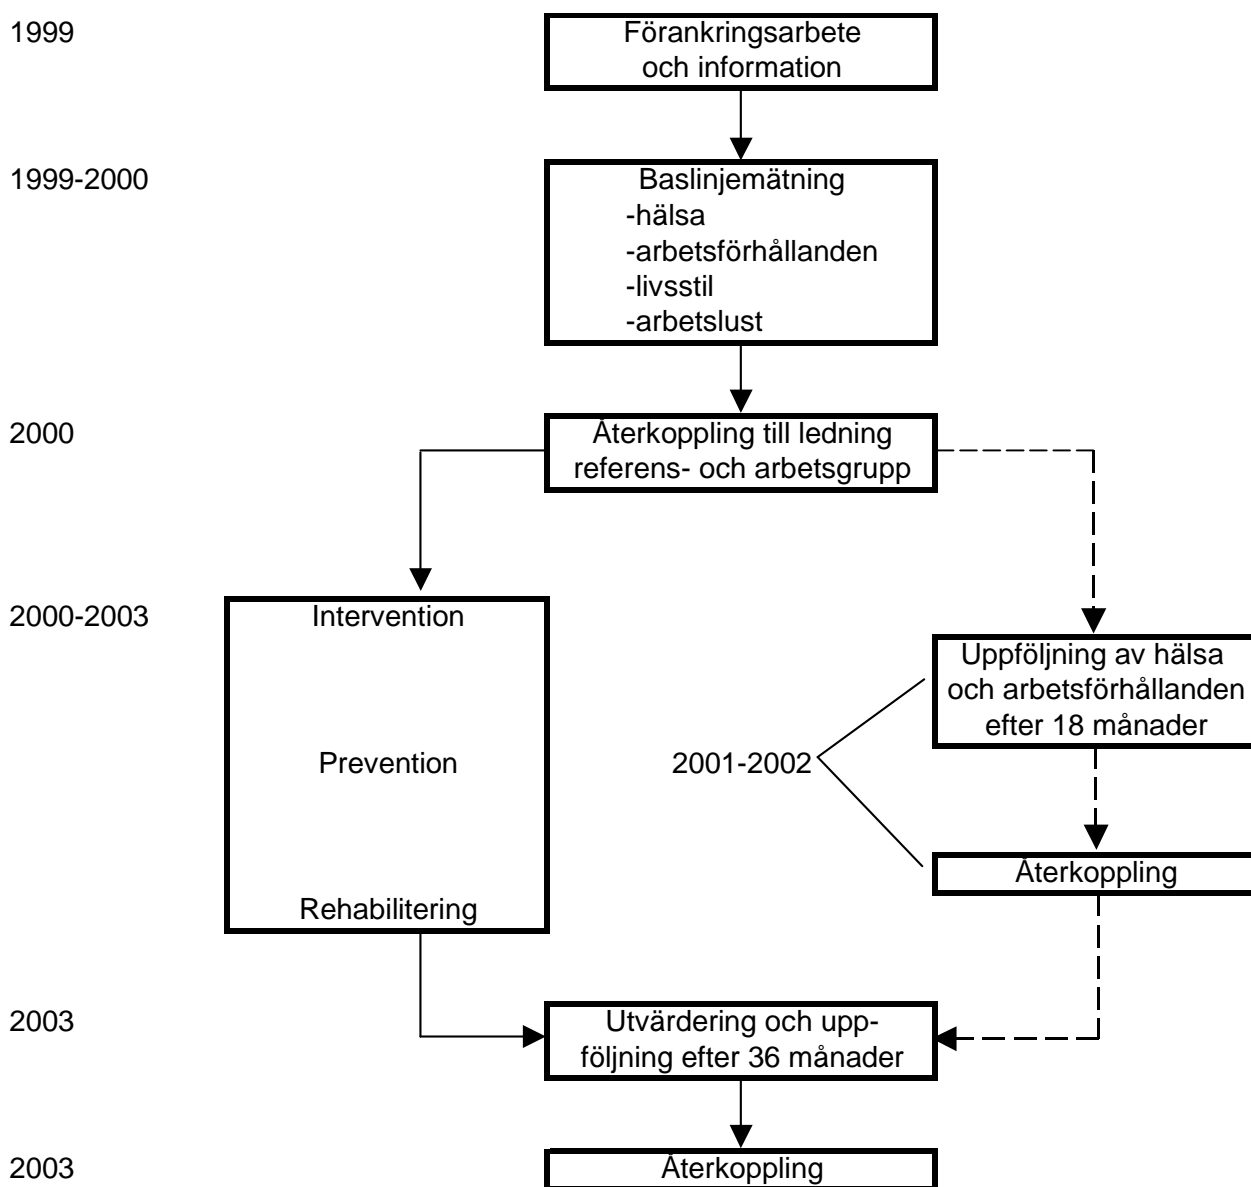 1999
Förankringsarbete
och information
1999-2000
Baslinjemätning
-hälsa
-arbetsförhållanden
-livsstil
-arbetslust
2000
Återkoppling till ledning
referens- och arbetsgrupp
2000-2003
Intervention
Prevention
Rehabilitering
Uppföljning av hälsa
och arbetsförhållanden
efter 18 månader
2001-2002
Återkoppling
2003
Utvärdering och upp-
följning efter 36 månader
2003
Återkoppling